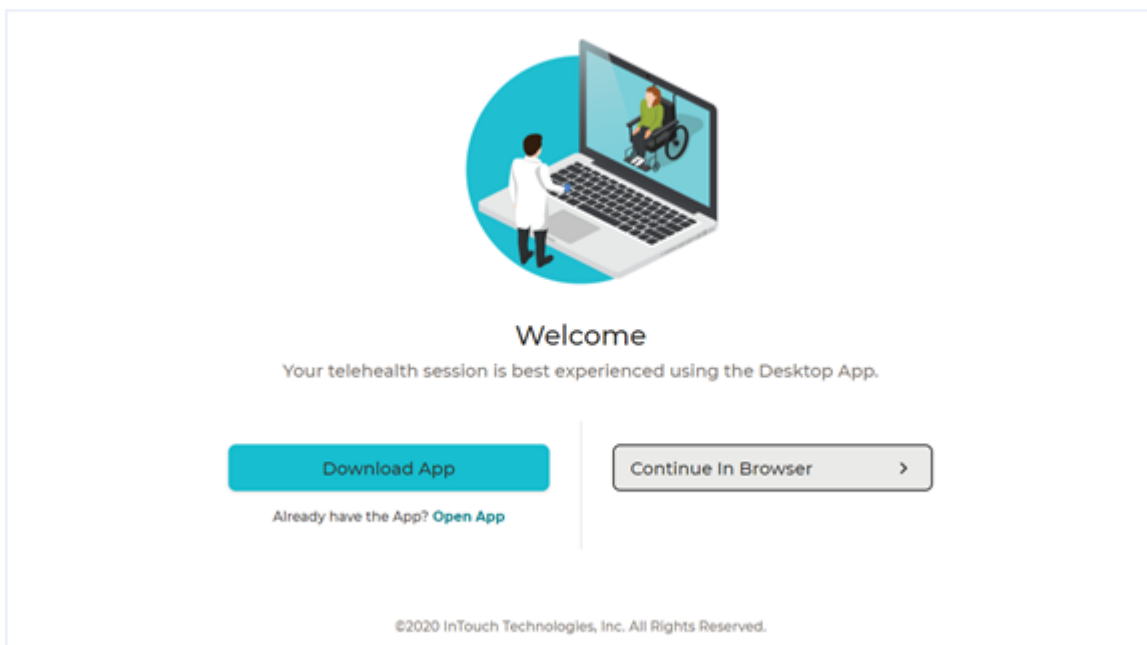 Welcome
Your telehealth session is best experienced using the Desktop App.
Download App
Already have the App? Open App
Continue In Browser
©2020 InTouch Technologies, Inc. All Rights Reserved.